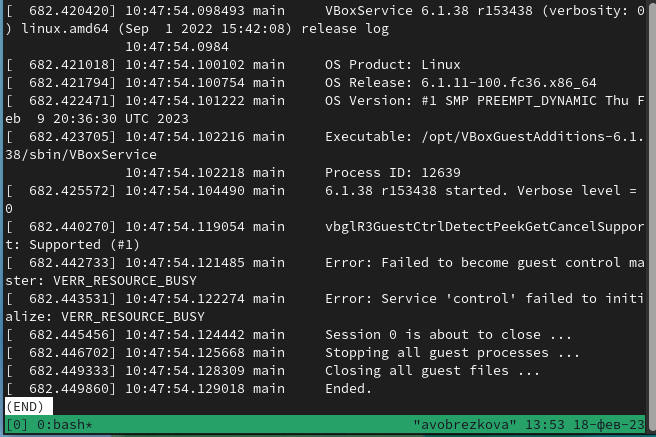 [  682.420420] 10:47:54.098493 main     VBoxService 6.1.38 r153438 (verbosity: 0
) linux.amd64 (Sep  1 2022 15:42:08) release log
               10:47:54.0984
[  682.421018] 10:47:54.100102 main     OS Product: Linux
[  682.421794] 10:47:54.100754 main     OS Release: 6.1.11-100.fc36.x86_64
[  682.422471] 10:47:54.101222 main     OS Version: #1 SMP PREEMPT_DYNAMIC Thu F
eb  9 20:36:30 UTC 2023
[  682.423705] 10:47:54.102216 main     Executable: /opt/VBoxGuestAdditions-6.1.
38/sbin/VBoxService
               10:47:54.102218 main     Process ID: 12639
[  682.425572] 10:47:54.104490 main     6.1.38 r153438 started. Verbose level =
0
[  682.440270] 10:47:54.119054 main     vbglR3GuestCtrlDetectPeekGetCancelSuppor
t: Supported (#1)
[  682.442733] 10:47:54.121485 main     Error: Failed to become guest control ma
ster: VERR_RESOURCE_BUSY
[  682.443531] 10:47:54.122274 main     Error: Service 'control' failed to initi
alize: VERR_RESOURCE_BUSY
[  682.445456] 10:47:54.124442 main     Session 0 is about to close ...
[  682.446702] 10:47:54.125668 main     Stopping all guest processes ...
[  682.449333] 10:47:54.128309 main     Closing all guest files ...
[  682.449860] 10:47:54.129018 main     Ended.
(END)
[0] 0:bash* "avobrezkova" 13:53 18-фев-23